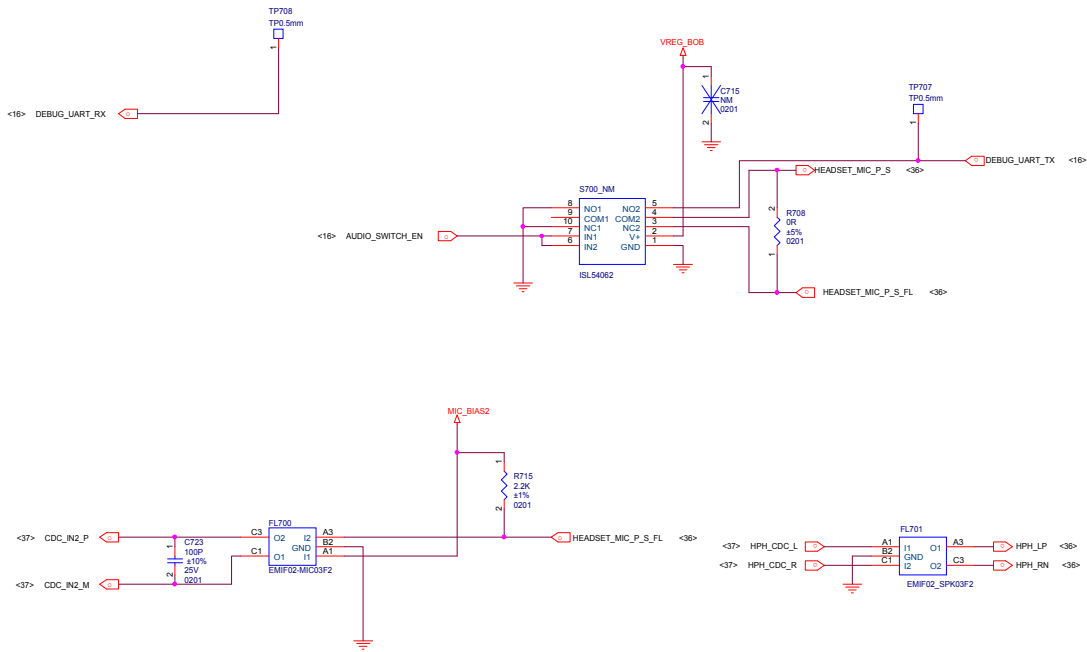 TP708
TP0.5mm
1
<16> DEBUG_UART_RX
VREG_BOB
1
C715
NM
0201
2
TP707
TP0.5mm
1
DEBUG_UART_TX <16>
HEADSET_MIC_P_S <36>
S700_NM
8 NO1 NO2 5
9 COM1 COM2 4
10 NC1 NC2 3
7 IN1 V+ 2
6 IN2 GND 1
ISL54062
<16> AUDIO_SWITCH_EN
2
R708
0R
±5%
0201
1
HEADSET_MIC_P_S_FL <36>
MIC_BIAS2
1
R715
2.2K
±1%
0201
2
<37> CDC_IN2_P
1
C723
100P
±10%
25V
0201
2
<37> CDC_IN2_M
FL700
C3 O2 I2 A3
GND B2
C1 O1 I1 A1
EMIF02-MIC03F2
HEADSET_MIC_P_S_FL <36>
FL701
<37> HPH_CDC_L A1 I1 O1 A3 HPH_LP <36>
B2 GND
<37> HPH_CDC_R C1 I2 O2 C3 HPH_RN <36>
EMIF02_SPK03F2